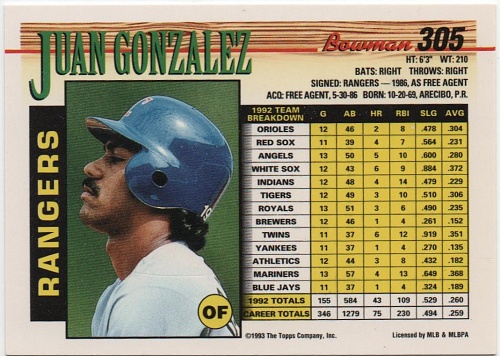 JUAN GONZALEZ
Bowman 305
HT: 6'3" WT: 210
BATS: RIGHT THROWS: RIGHT
SIGNED: RANGERS — 1986, AS FREE AGENT
ACQ: FREE AGENT, 5-30-86 BORN: 10-20-69, ARECIBO, P.R.
RANGERS
OF
1992 TEAM BREAKDOWN G AB HR RBI SLG AVG
ORIOLES 12 46 2 8 .478 .304
RED SOX 11 39 4 7 .564 .231
ANGELS 13 50 5 10 .600 .280
WHITE SOX 13 43 6 9 .884 .372
INDIANS 12 48 4 14 .479 .229
TIGERS 12 49 3 10 .510 .306
ROYALS 13 51 3 6 .490 .235
BREWERS 12 46 1 4 .261 .152
TWINS 11 37 6 12 .919 .351
YANKEES 11 37 1 4 .270 .135
ATHLETICS 12 44 2 8 .432 .273
MARINERS 13 57 5 13 .649 .368
BLUE JAYS 11 37 1 4 .324 .189
1992 TOTALS 155 584 43 109 .529 .260
CAREER TOTALS 346 1279 75 230 .494 .259
©1993 The Topps Company, Inc. Licensed by MLB & MLBPA